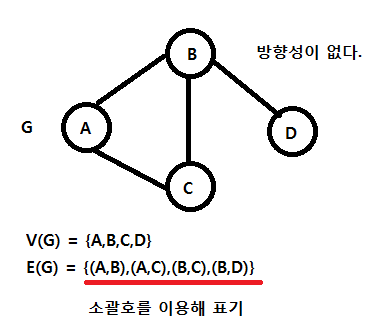 B
방향성이 없다.
G
A
D
C
V(G) = {A,B,C,D}
E(G) = {(A,B),(A,C),(B,C),(B,D)}
소괄호를 이용해 표기